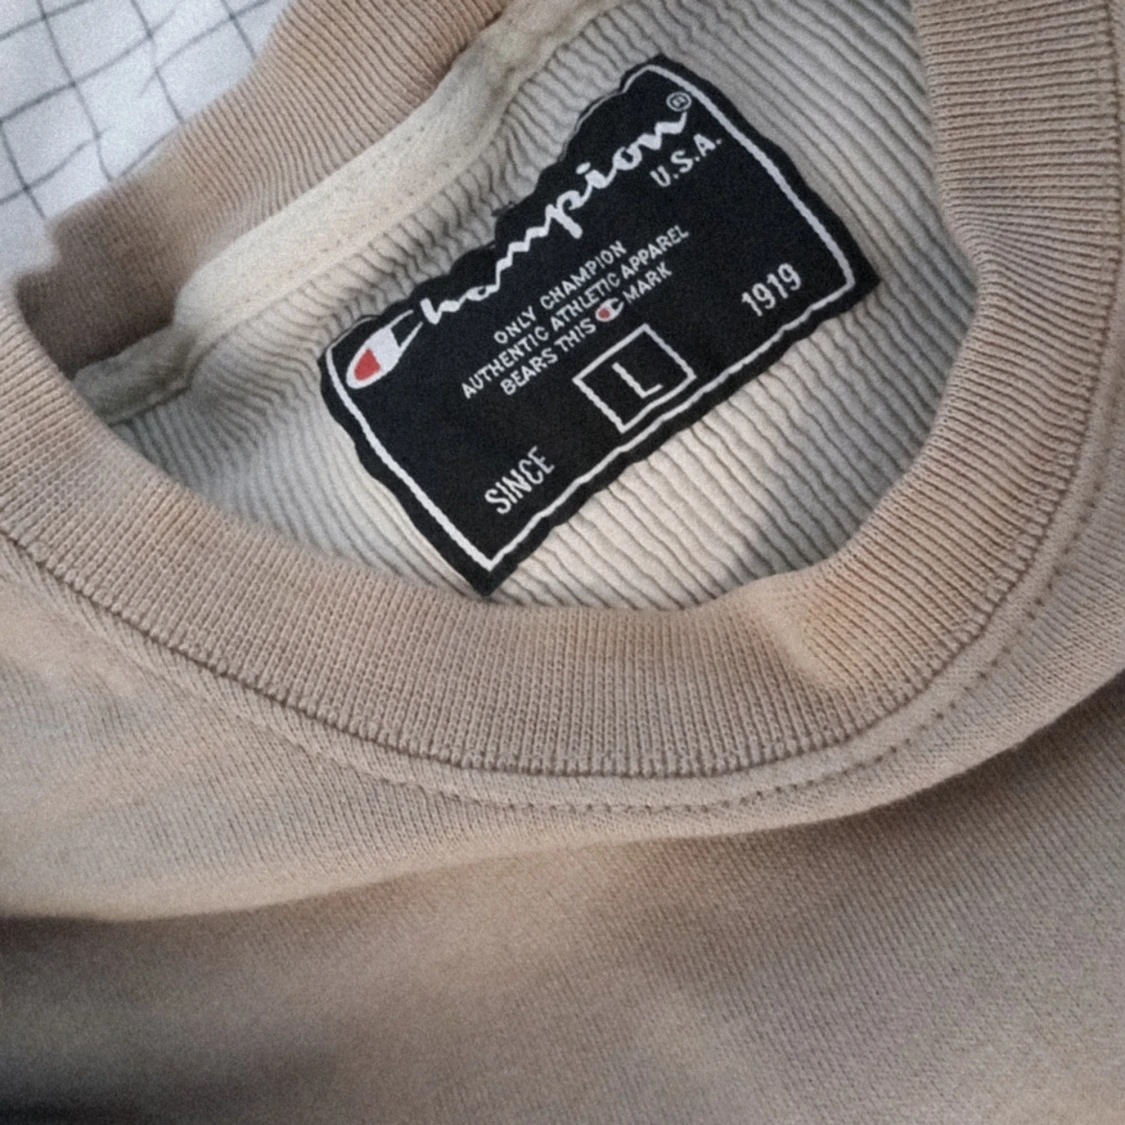 Champion®
U.S.A.
ONLY CHAMPION
AUTHENTIC ATHLETIC APPAREL
BEARS THIS C MARK
L
SINCE 1919